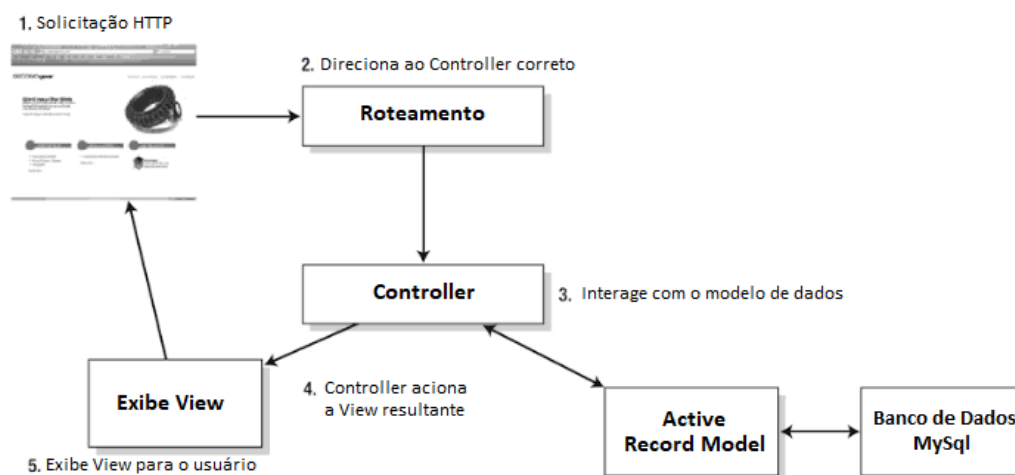 1. Solicitação HTTP
2. Direciona ao Controller correto
Roteamento
Controller
3. Interage com o modelo de dados
4. Controller aciona
a View resultante
Exibe View
5. Exibe View para o usuário
Active
Record Model
Banco de Dados
MySql